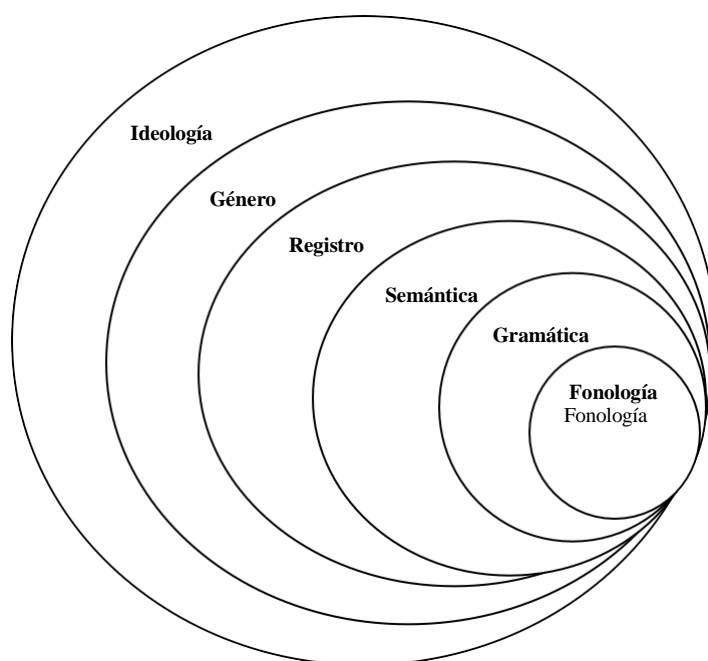 Ideología
Género
Registro
Semántica
Gramática
Fonología
Fonología